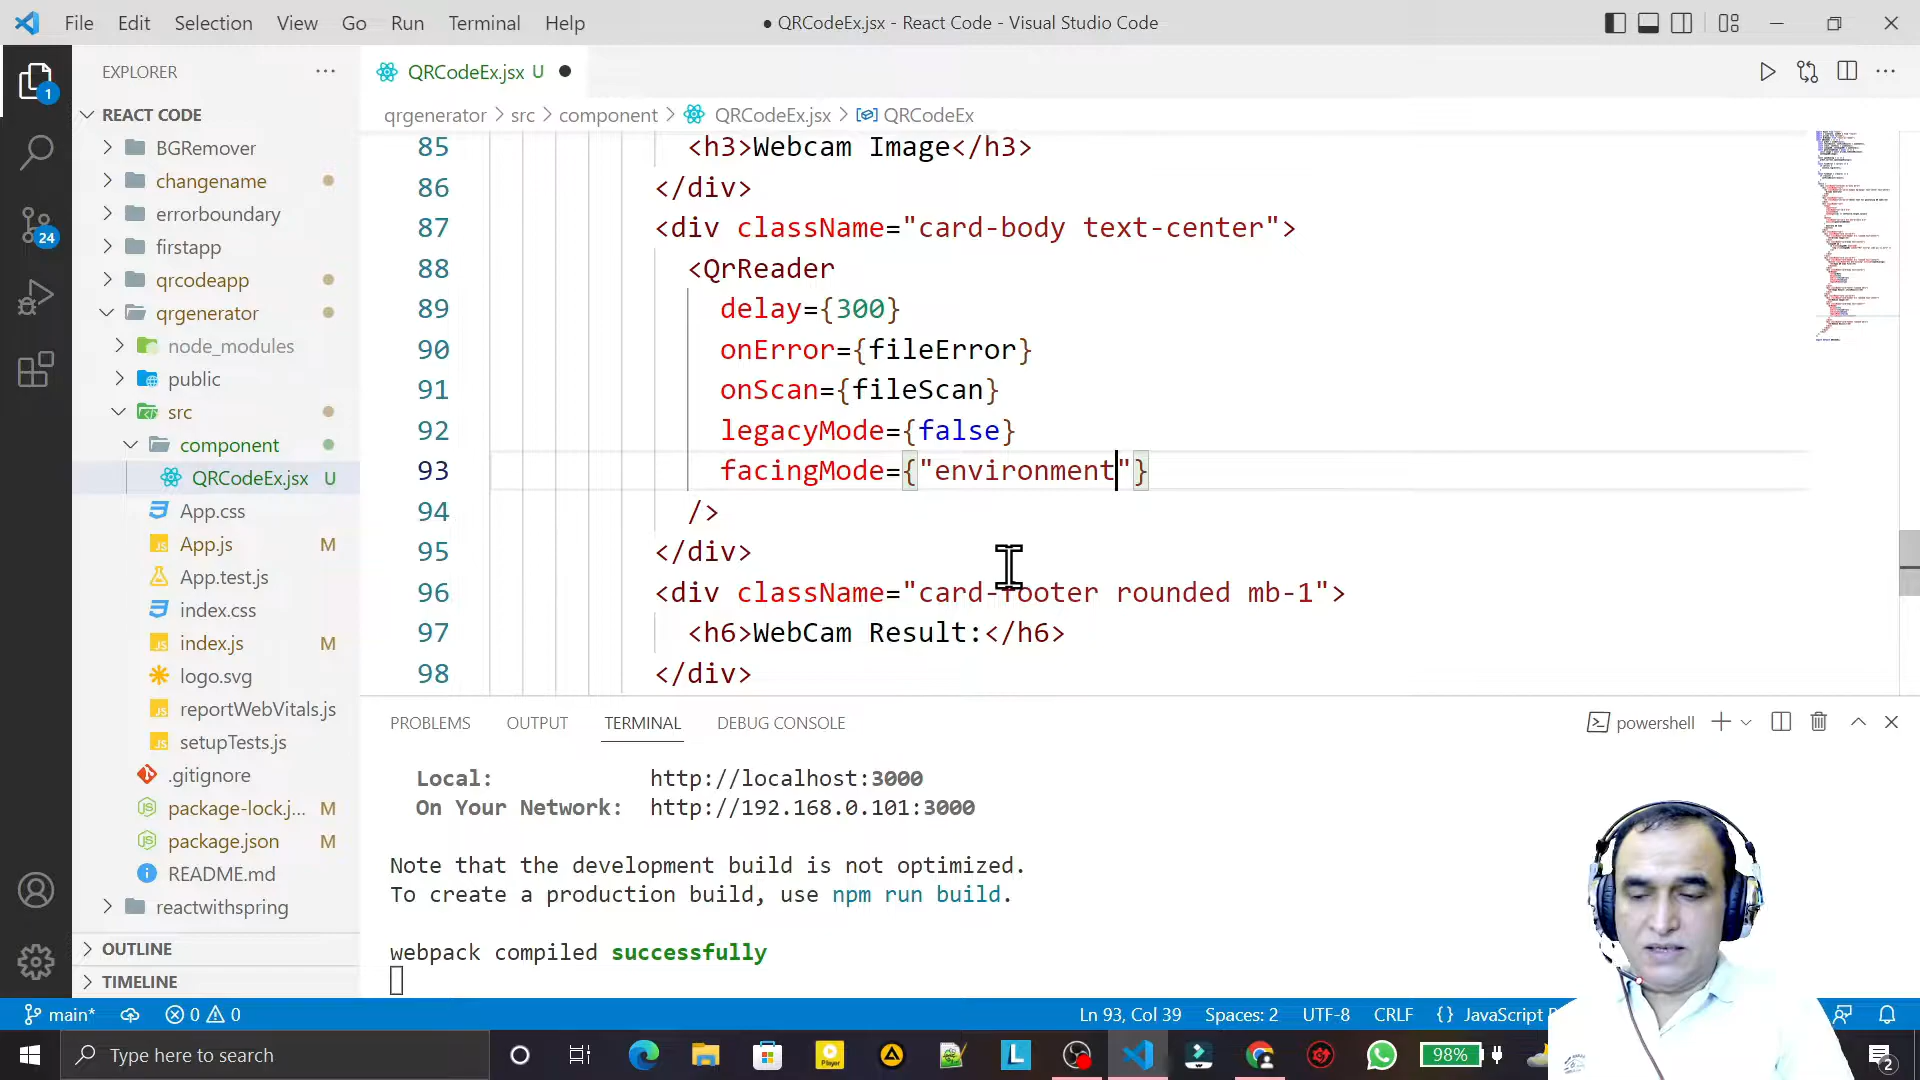 File Edit Selection View Go Run Terminal Help
● QRCodeEx.jsx - React Code - Visual Studio Code
EXPLORER
QRCodeEx.jsx U
qrgenerator > src > component > QRCodeEx.jsx > QRCodeEx
1
24
REACT CODE
BGRemover
changename
errorboundary
firstapp
qrcodeapp
qrgenerator
node_modules
public
src
component
QRCodeEx.jsx U
App.css
App.js M
App.test.js
index.css
index.js M
logo.svg
reportWebVitals.js
setupTests.js
.gitignore
package-lock.j... M
package.json M
README.md
reactwithspring
OUTLINE
TIMELINE
85 <h3>Webcam Image</h3>
86 </div>
87 <div className="card-body text-center">
88 <QrReader
89 delay={300}
90 onError={fileError}
91 onScan={fileScan}
92 legacyMode={false}
93 facingMode={"environment"}
94 />
95 </div>
96 <div className="card-footer rounded mb-1">
97 <h6>WebCam Result:</h6>
98 </div>
PROBLEMS OUTPUT TERMINAL DEBUG CONSOLE
powershell
Local: http://localhost:3000
On Your Network: http://192.168.0.101:3000
Note that the development build is not optimized.
To create a production build, use npm run build.
webpack compiled successfully
main* 0 0 Ln 93, Col 39 Spaces: 2 UTF-8 CRLF {} JavaScript
Type here to search
Player
L
98%
2